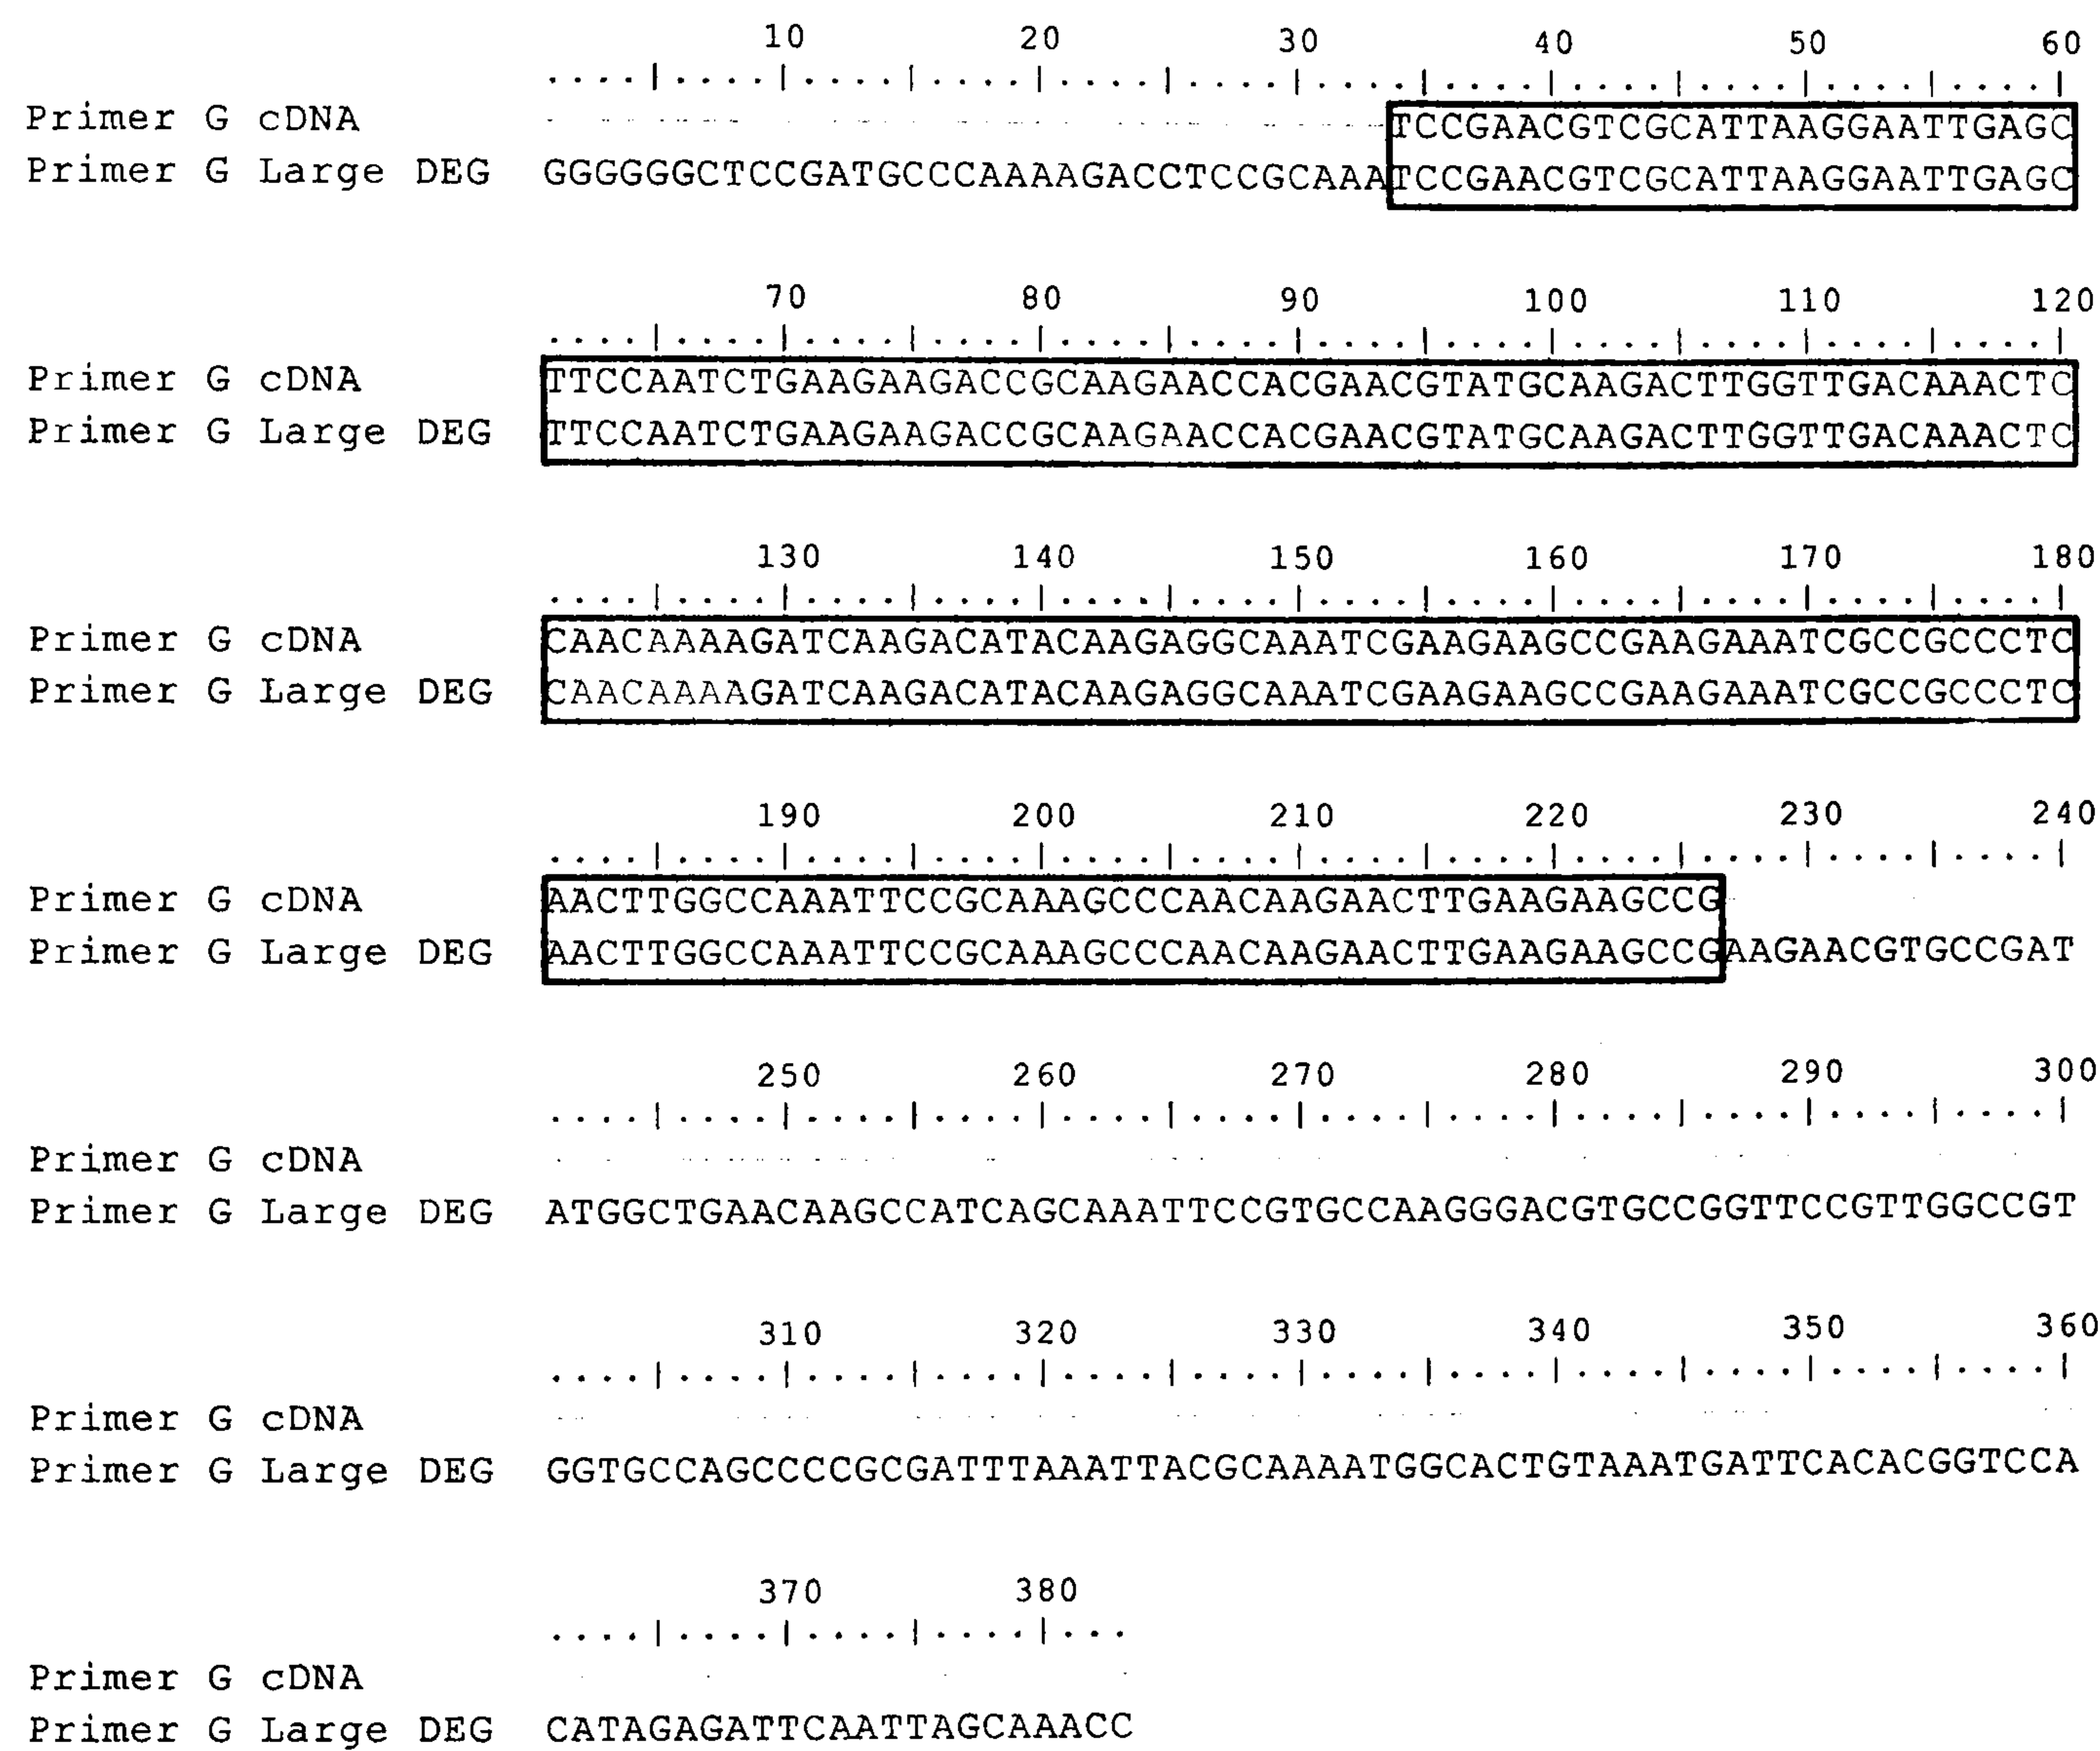 10 20 30 40 50 60
Primer G cDNA TCCGAACGTCGCATTAAGGAATTGAGC
Primer G Large DEG GGGGGGCTCCGATGCCCAAAAGACCTCCGCAAATCCGAACGTCGCATTAAGGAATTGAGC
70 80 90 100 110 120
Primer G cDNA TTCCAATCTGAAGAAGACCGCAAGAACCACGAACGTATGCAAGACTTGGTTGACAAACTC
Primer G Large DEG TTCCAATCTGAAGAAGACCGCAAGAACCACGAACGTATGCAAGACTTGGTTGACAAACTC
130 140 150 160 170 180
Primer G cDNA CAACAAAAGATCAAGACATACAAGAGGCAAATCGAAGAAGCCGAAGAAATCGCCGCCCTC
Primer G Large DEG CAACAAAAGATCAAGACATACAAGAGGCAAATCGAAGAAGCCGAAGAAATCGCCGCCCTC
190 200 210 220 230 240
Primer G cDNA AACTTGGCCAAATTCCGCAAAGCCCAACAAGAACTTGAAGAAGCCG
Primer G Large DEG AACTTGGCCAAATTCCGCAAAGCCCAACAAGAACTTGAAGAAGCCGAAGAACGTGCCGAT
250 260 270 280 290 300
Primer G cDNA
Primer G Large DEG ATGGCTGAACAAGCCATCAGCAAATTCCGTGCCAAGGGACGTGCCGGTTCCGTTGGCCGT
310 320 330 340 350 360
Primer G cDNA
Primer G Large DEG GGTGCCAGCCCCGCGATTTAAATTACGCAAAATGGCACTGTAAATGATTCACACGGTCCA
370 380
Primer G cDNA
Primer G Large DEG CATAGAGATTCAATTAGCAAACC